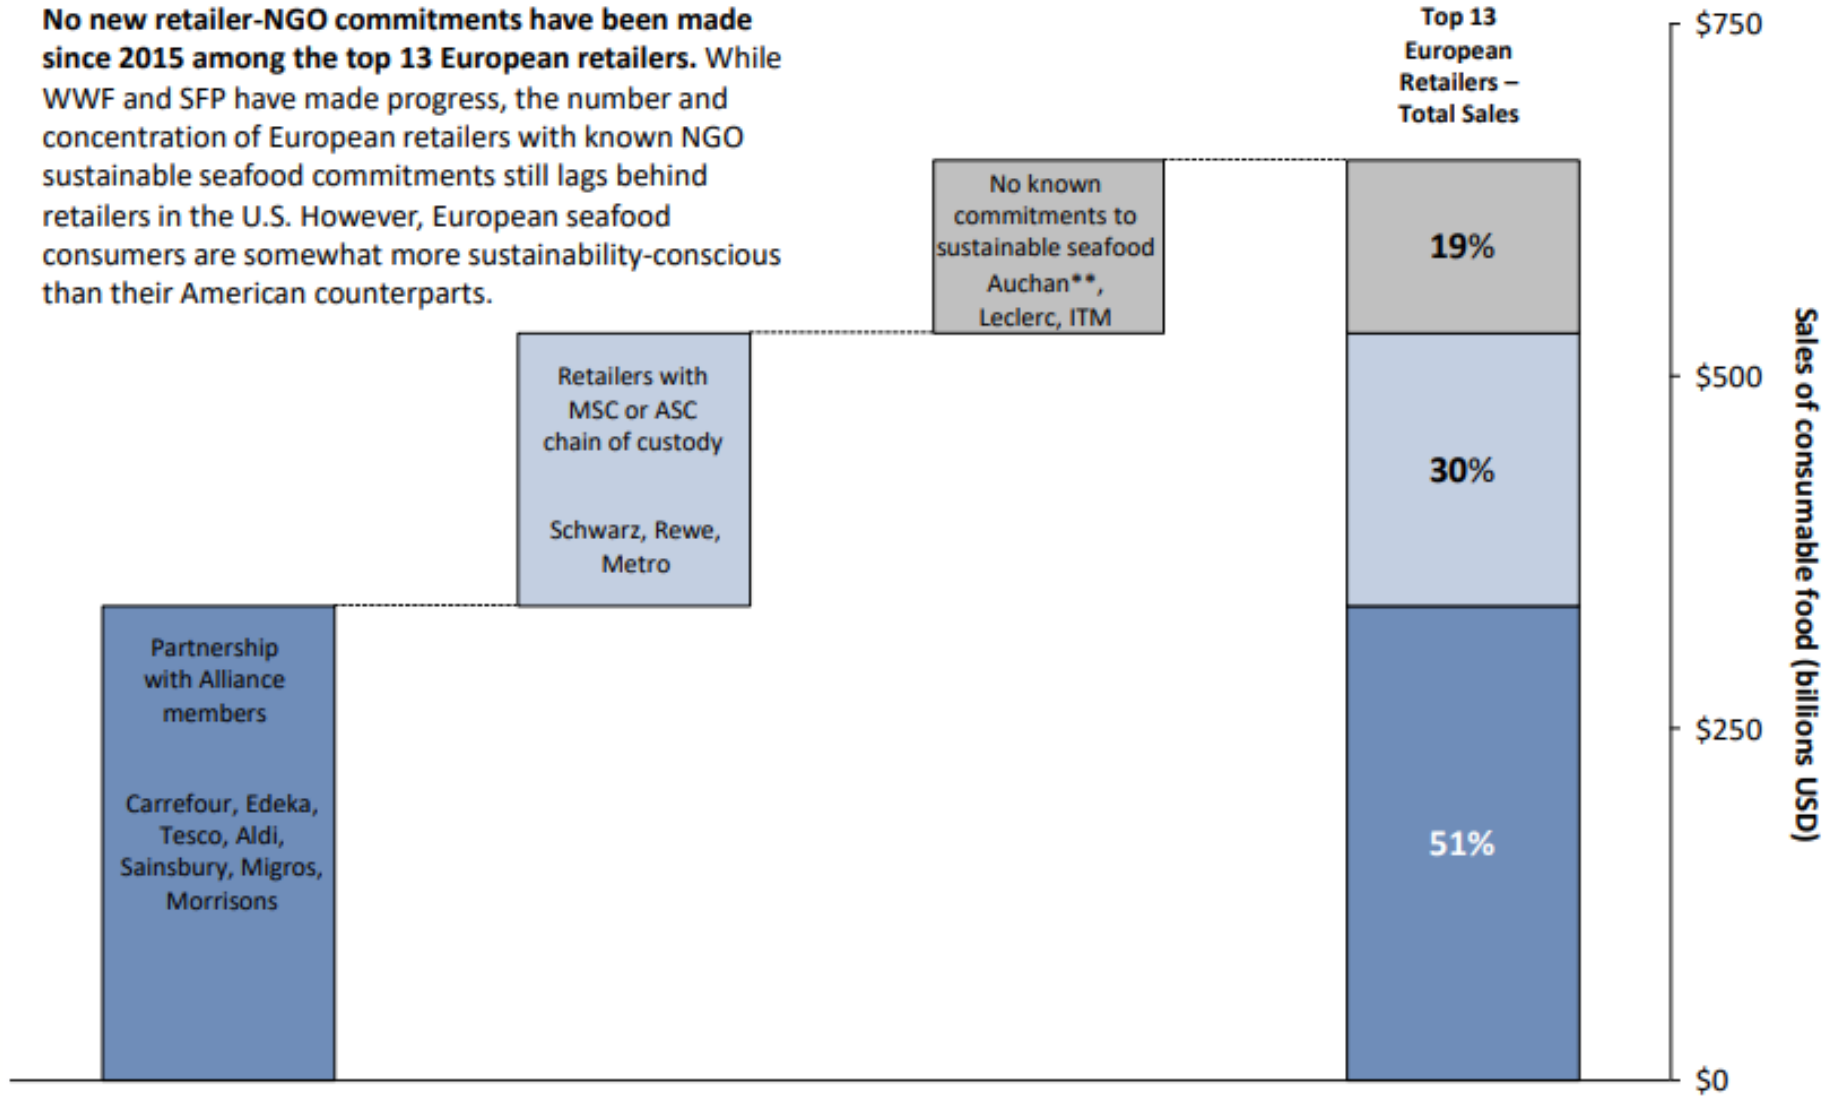 No new retailer-NGO commitments have been made
since 2015 among the top 13 European retailers. While
WWF and SFP have made progress, the number and
concentration of European retailers with known NGO
sustainable seafood commitments still lags behind
retailers in the U.S. However, European seafood
consumers are somewhat more sustainability-conscious
than their American counterparts.
Partnership
with Alliance
members
Carrefour, Edeka,
Tesco, Aldi,
Sainsbury, Migros,
Morrisons
Retailers with
MSC or ASC
chain of custody
Schwarz, Rewe,
Metro
No known
commitments to
sustainable seafood
Auchan**,
Leclerc, ITM
Top 13
European
Retailers –
Total Sales
19%
30%
51%
$750
$500
$250
$0
Sales of consumable food (billions USD)